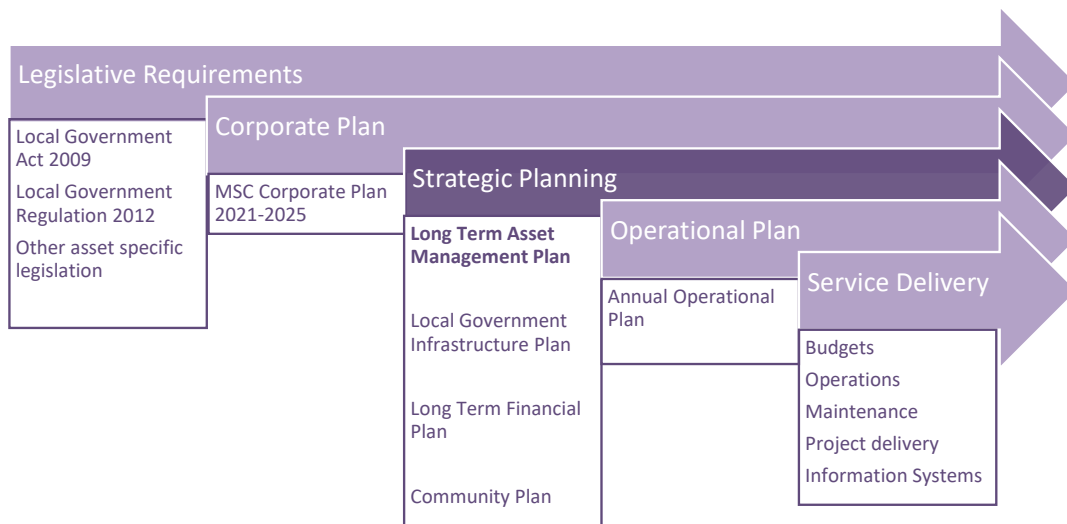 Legislative Requirements
Local Government
Act 2009
Local Government
Regulation 2012
Other asset specific
legislation
Corporate Plan
MSC Corporate Plan
2021-2025
Strategic Planning
Long Term Asset
Management Plan
Local Government
Infrastructure Plan
Long Term Financial
Plan
Community Plan
Operational Plan
Annual Operational
Plan
Service Delivery
Budgets
Operations
Maintenance
Project delivery
Information Systems